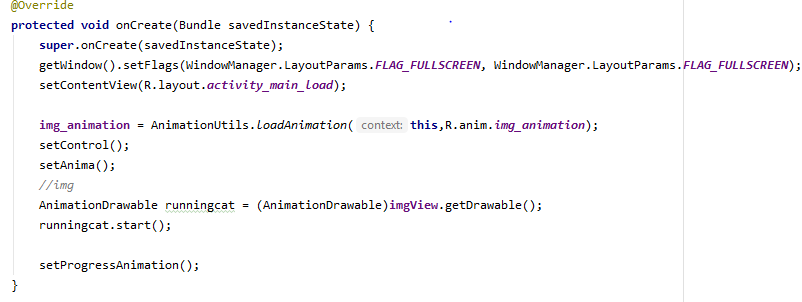 @Override
protected void onCreate(Bundle savedInstanceState) {
super.onCreate(savedInstanceState);
getWindow().setFlags(WindowManager.LayoutParams.FLAG_FULLSCREEN, WindowManager.LayoutParams.FLAG_FULLSCREEN);
setContentView(R.layout.activity_main_load);
img_animation = AnimationUtils.loadAnimation( context: this,R.anim.img_animation);
setControl();
setAnima();
//img
AnimationDrawable runningcat = (AnimationDrawable)imgView.getDrawable();
runningcat.start();
setProgressAnimation();
}